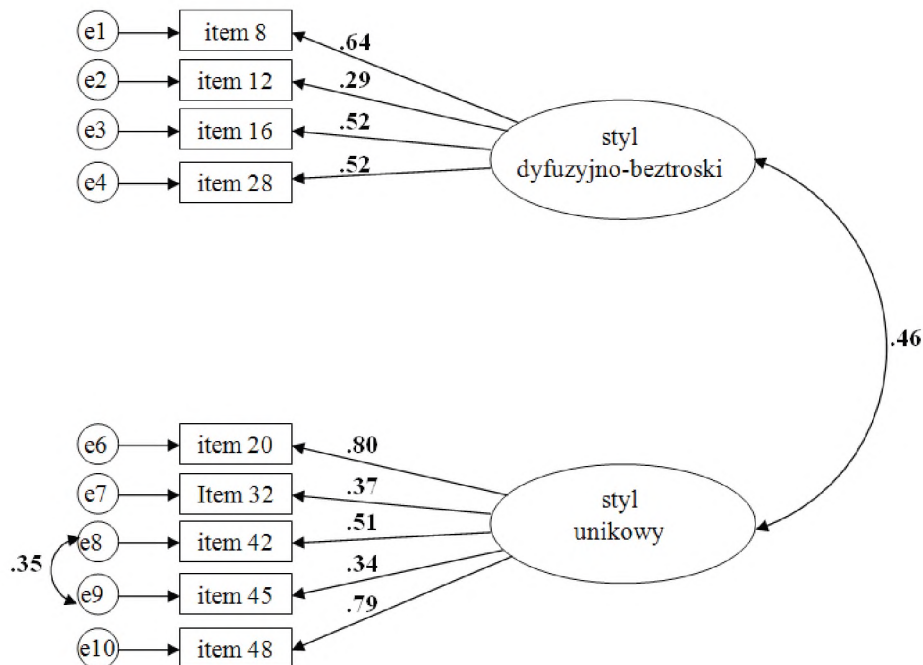 e1 item 8 .64
e2 item 12 .29
e3 item 16 .52
e4 item 28 .52
styl
dyfuzyjno-beztroski
.46
e6 item 20 .80
e7 Item 32 .37
e8 item 42 .51
.35
e9 item 45 .34
e10 item 48 .79
styl
unikowy